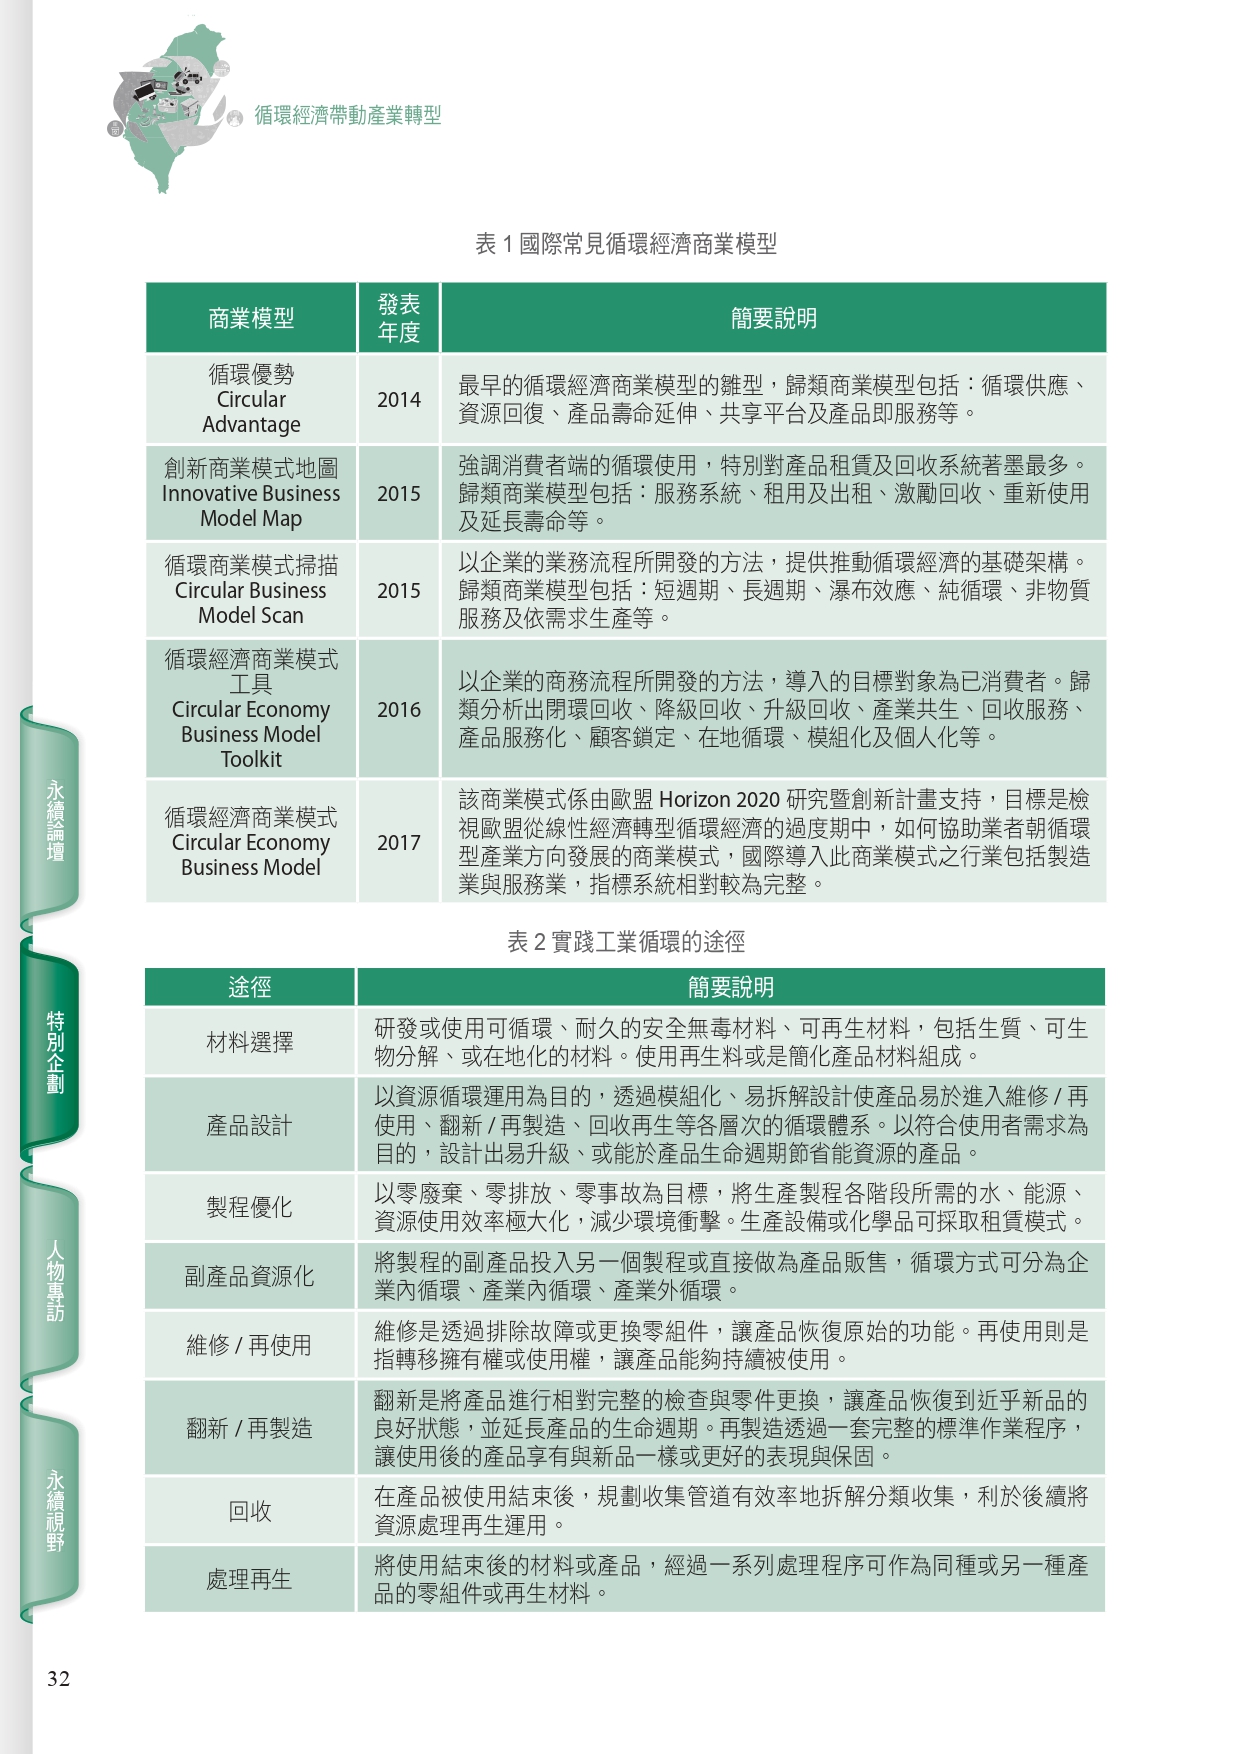 循環經濟帶動產業轉型
表 1 國際常見循環經濟商業模型
商業模型
發表
年度
簡要說明
循環優勢
Circular
Advantage
2014
最早的循環經濟商業模型的雛型，歸類商業模型包括：循環供應、
資源回復、產品壽命延伸、共享平台及產品即服務等。
創新商業模式地圖
Innovative Business
Model Map
2015
強調消費者端的循環使用，特別對產品租賃及回收系統著墨最多。
歸類商業模型包括：服務系統、租用及出租、激勵回收、重新使用
及延長壽命等。
循環商業模式掃描
Circular Business
Model Scan
2015
以企業的業務流程所開發的方法，提供推動循環經濟的基礎架構。
歸類商業模型包括：短週期、長週期、瀑布效應、純循環、非物質
服務及依需求生產等。
循環經濟商業模式
工具
Circular Economy
Business Model
Toolkit
2016
以企業的商務流程所開發的方法，導入的目標對象為已消費者。歸
類分析出閉環回收、降級回收、升級回收、產業共生、回收服務、
產品服務化、顧客鎖定、在地循環、模組化及個人化等。
循環經濟商業模式
Circular Economy
Business Model
2017
該商業模式係由歐盟 Horizon 2020 研究暨創新計畫支持，目標是檢
視歐盟從線性經濟轉型循環經濟的過度期中，如何協助業者朝循環
型產業方向發展的商業模式，國際導入此商業模式之行業包括製造
業與服務業，指標系統相對較為完整。
表 2 實踐工業循環的途徑
途徑
簡要說明
材料選擇
研發或使用可循環、耐久的安全無毒材料、可再生材料，包括生質、可生
物分解、或在地化的材料。使用再生料或是簡化產品材料組成。
產品設計
以資源循環運用為目的，透過模組化、易拆解設計使產品易於進入維修 / 再
使用、翻新 / 再製造、回收再生等各層次的循環體系。以符合使用者需求為
目的，設計出易升級、或能於產品生命週期節省能資源的產品。
製程優化
以零廢棄、零排放、零事故為目標，將生產製程各階段所需的水、能源、
資源使用效率極大化，減少環境衝擊。生產設備或化學品可採取租賃模式。
副產品資源化
將製程的副產品投入另一個製程或直接做為產品販售，循環方式可分為企
業內循環、產業內循環、產業外循環。
維修 / 再使用
維修是透過排除故障或更換零組件，讓產品恢復原始的功能。再使用則是
指轉移擁有權或使用權，讓產品能夠持續被使用。
翻新 / 再製造
翻新是將產品進行相對完整的檢查與零件更換，讓產品恢復到近乎新品的
良好狀態，並延長產品的生命週期。再製造透過一套完整的標準作業程序，
讓使用後的產品享有與新品一樣或更好的表現與保固。
回收
在產品被使用結束後，規劃收集管道有效率地拆解分類收集，利於後續將
資源處理再生運用。
處理再生
將使用結束後的材料或產品，經過一系列處理程序可作為同種或另一種產
品的零組件或再生材料。
永續論壇
特別企劃
人物專訪
永續視野
32